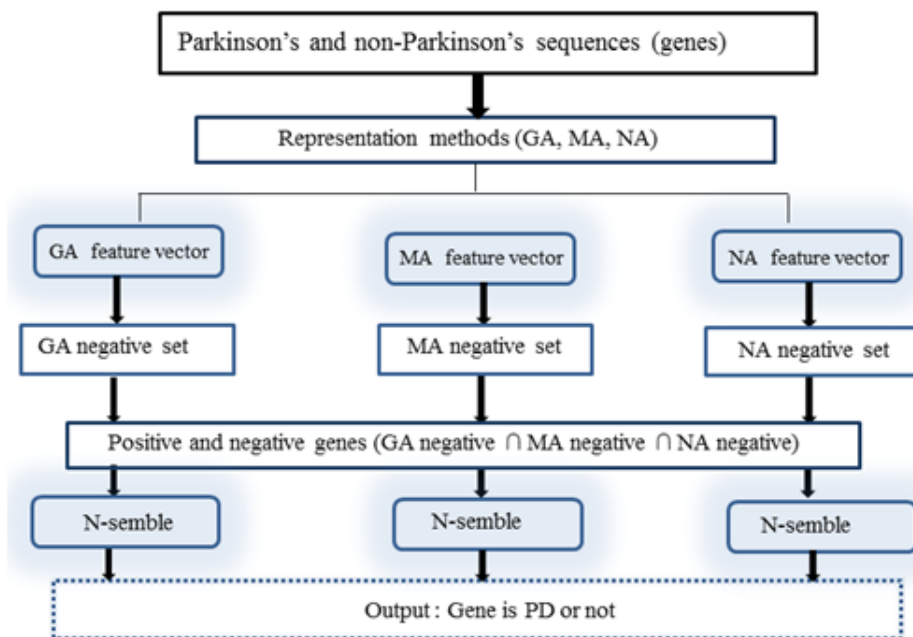 Parkinson's and non-Parkinson's sequences (genes)
Representation methods (GA, MA, NA)
GA feature vector
MA feature vector
NA feature vector
GA negative set
MA negative set
NA negative set
Positive and negative genes (GA negative ∩ MA negative ∩ NA negative)
N-semble
N-semble
N-semble
Output : Gene is PD or not